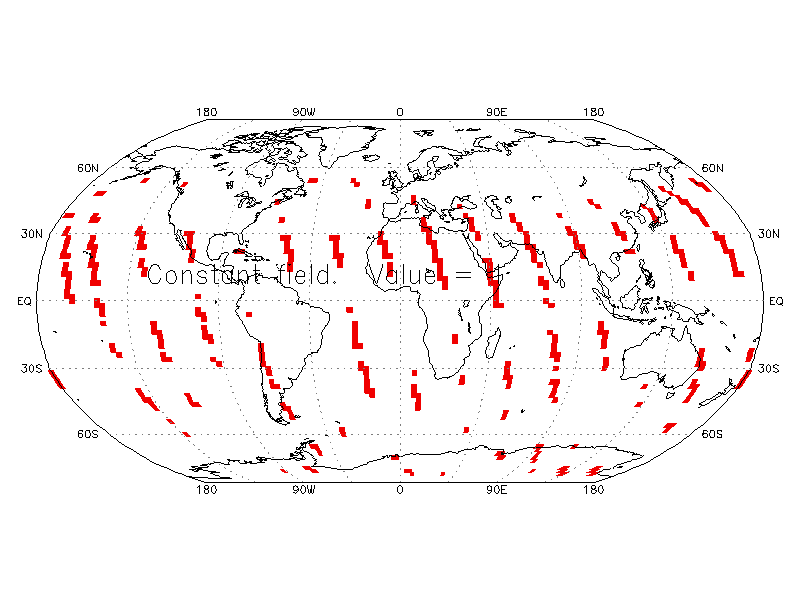 180 90W 0 90E 180
60N 60N
30N 30N
Constant field. Value = 1
EQ EQ
30S 30S
60S 60S
180 90W 0 90E 180